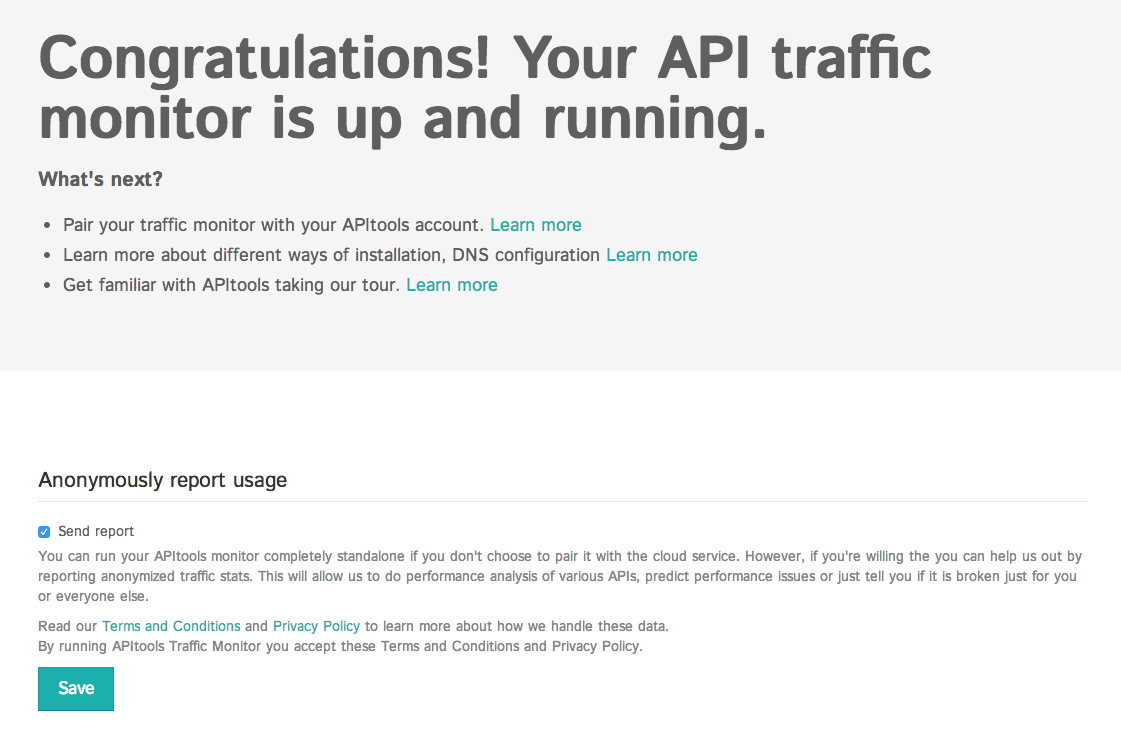 Congratulations! Your API traffic
monitor is up and running.
What's next?
• Pair your traffic monitor with your APItools account. Learn more
• Learn more about different ways of installation, DNS configuration Learn more
• Get familiar with APItools taking our tour. Learn more
Anonymously report usage
Send report
You can run your APItools monitor completely standalone if you don't choose to pair it with the cloud service. However, if you're willing the you can help us out by
reporting anonymized traffic stats. This will allow us to do performance analysis of various APIs, predict performance issues or just tell you if it is broken just for you
or everyone else.
Read our Terms and Conditions and Privacy Policy to learn more about how we handle these data.
By running APItools Traffic Monitor you accept these Terms and Conditions and Privacy Policy.
Save